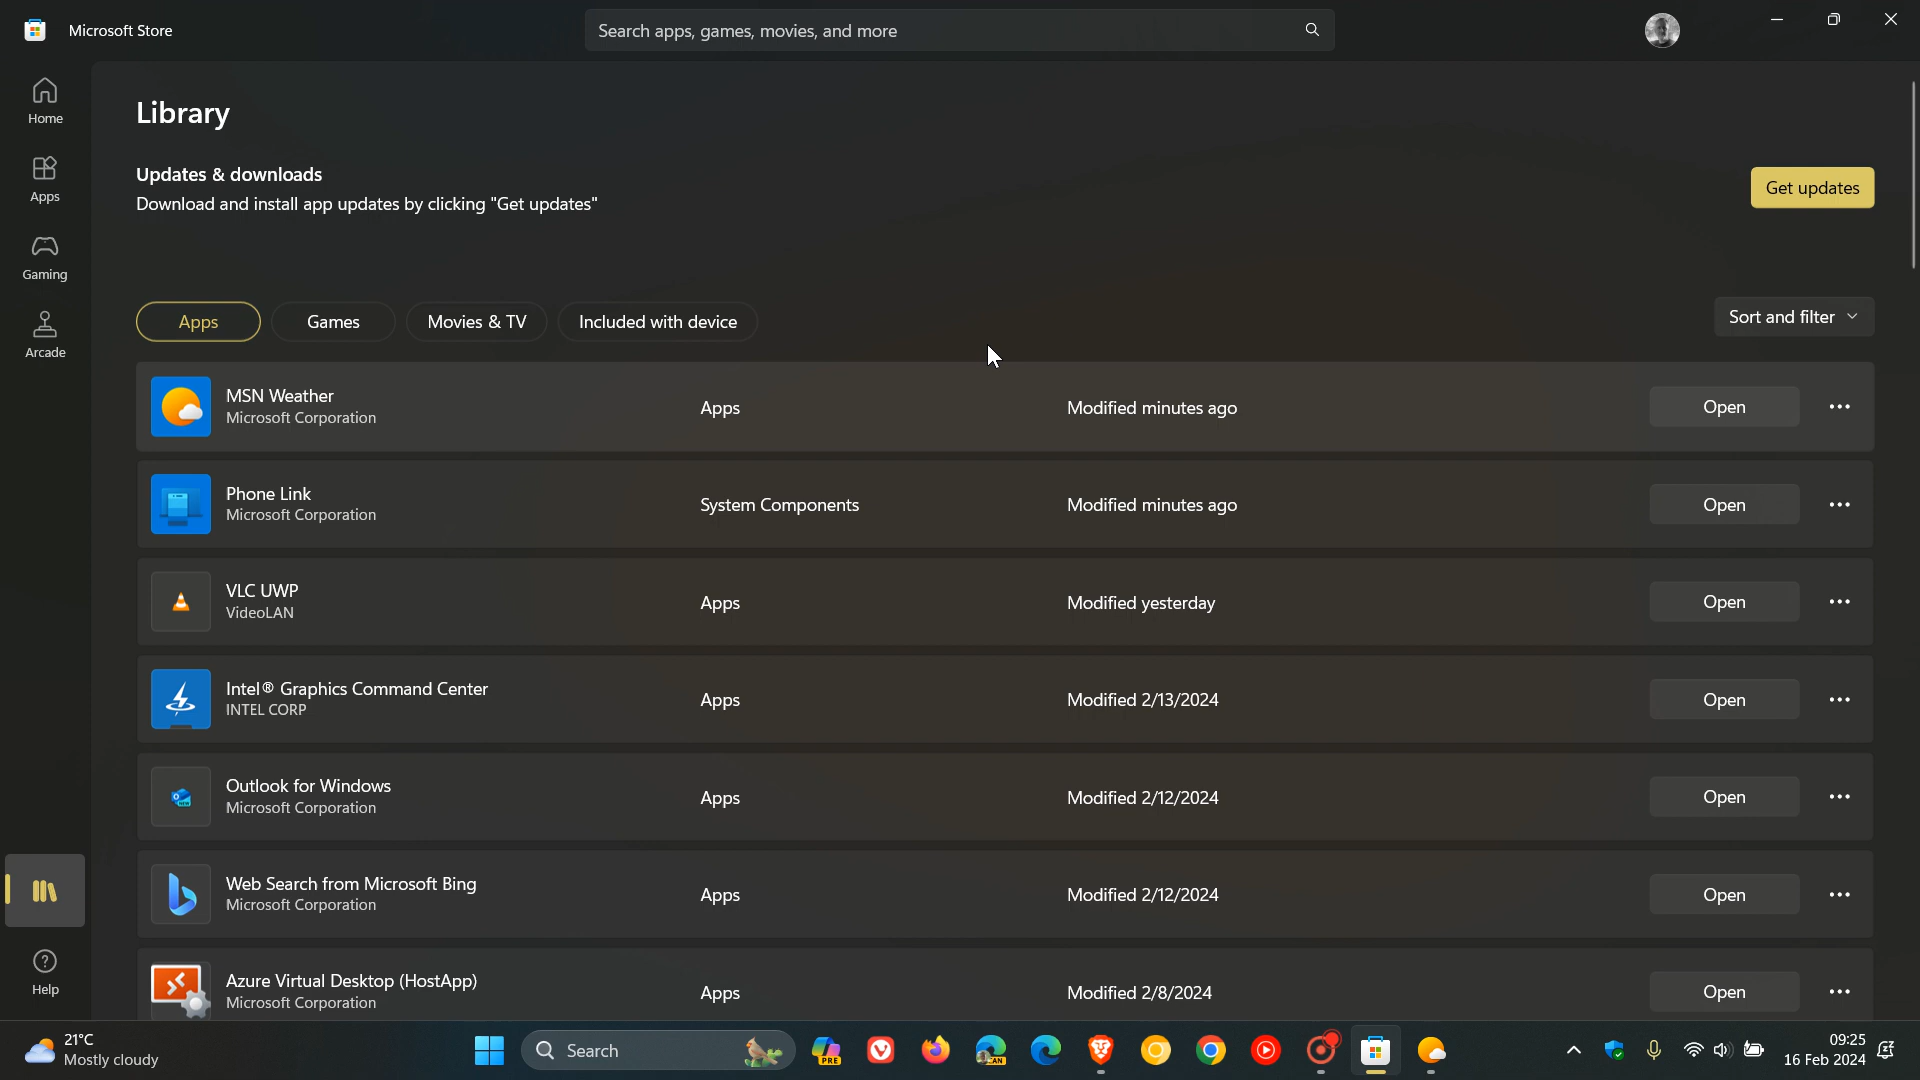 Microsoft Store
Search apps, games, movies, and more
Home
Apps
Gaming
Arcade
Help
Library
Updates & downloads
Download and install app updates by clicking "Get updates"
Get updates
Apps
Games
Movies & TV
Included with device
Sort and filter
MSN Weather
Microsoft Corporation
Apps
Modified minutes ago
Open
Phone Link
Microsoft Corporation
System Components
Modified minutes ago
Open
VLC UWP
VideoLAN
Apps
Modified yesterday
Open
Intel® Graphics Command Center
INTEL CORP
Apps
Modified 2/13/2024
Open
Outlook for Windows
Microsoft Corporation
Apps
Modified 2/12/2024
Open
Web Search from Microsoft Bing
Microsoft Corporation
Apps
Modified 2/12/2024
Open
Azure Virtual Desktop (HostApp)
Microsoft Corporation
Apps
Modified 2/8/2024
Open
21°C
Mostly cloudy
Search
PRE
CAN
09:25
16 Feb 2024